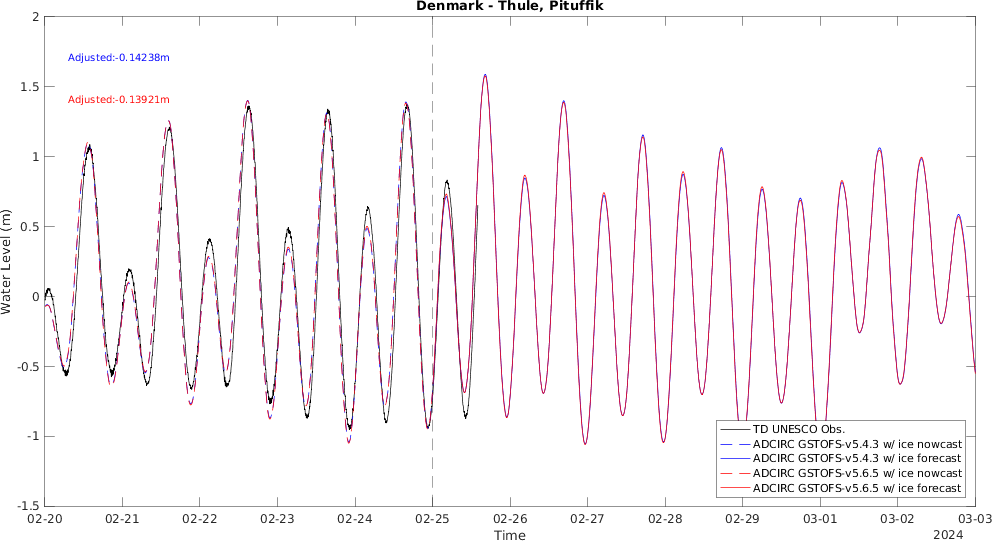 Denmark - Thule, Pituffik
2
Adjusted:-0.14238m
1.5
Adjusted:-0.13921m
1
0.5
Water Level (m)
0
-0.5
-1
TD UNESCO Obs.
ADCIRC GSTOFS-v5.4.3 w/ ice nowcast
ADCIRC GSTOFS-v5.4.3 w/ ice forecast
ADCIRC GSTOFS-v5.6.5 w/ ice nowcast
ADCIRC GSTOFS-v5.6.5 w/ ice forecast
-1.5
02-20 02-21 02-22 02-23 02-24 02-25 02-26 02-27 02-28 02-29 03-01 03-02 03-03
Time
2024